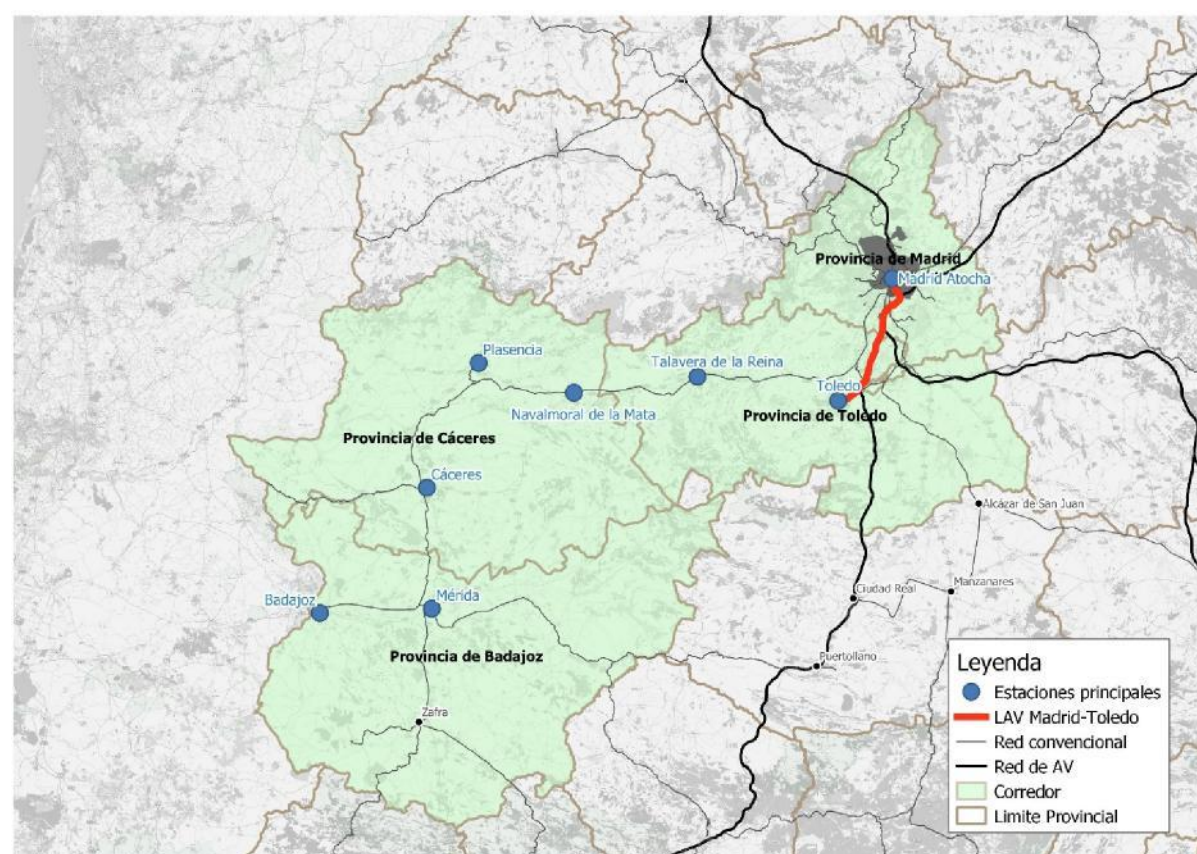 Provincia de Madrid
Madrid Atocha
Plasencia
Talavera de la Reina
Navalmoral de la Mata
Toledo
Provincia de Toledo
Provincia de Cáceres
Cáceres
Alcázar de San Juan
Badajoz
Mérida
Ciudad Real
Manzanares
Provincia de Badajoz
Puertollano
Zafra
Leyenda
Estaciones principales
LAV Madrid-Toledo
Red convencional
Red de AV
Corredor
Limite Provincial